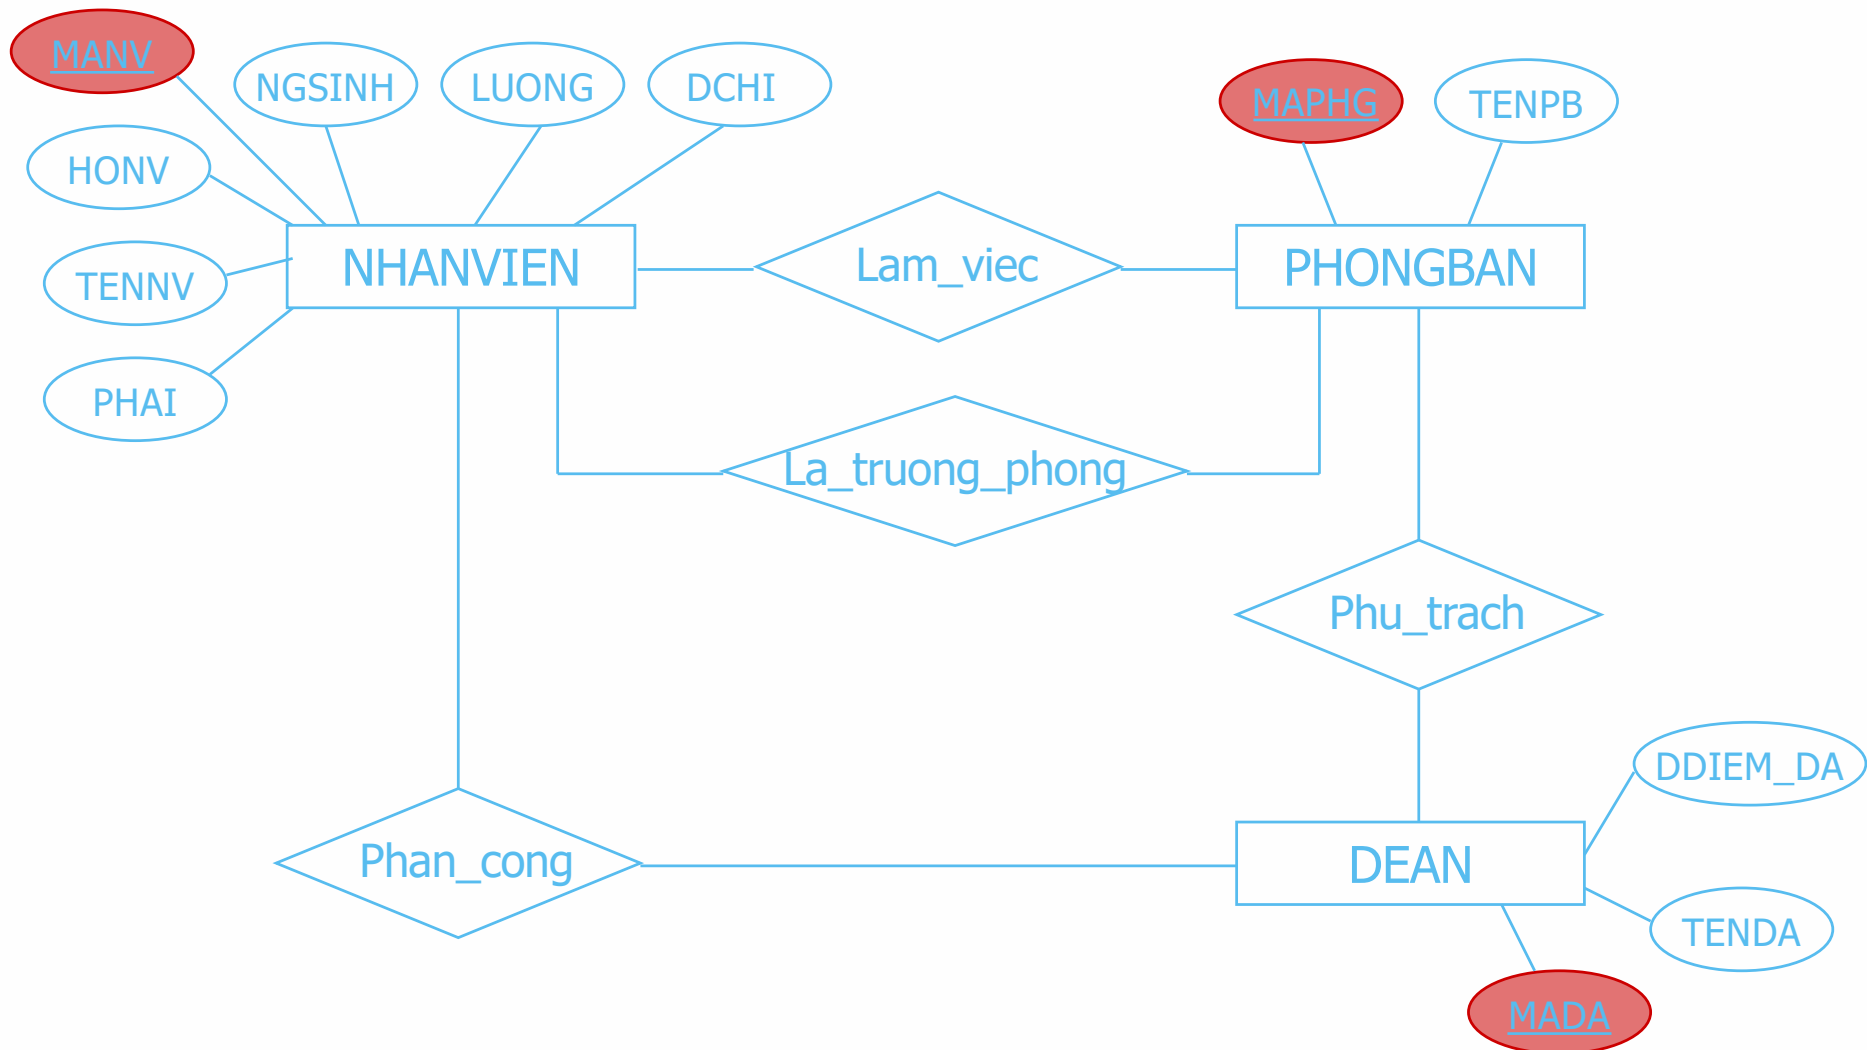 MANV
NGSINH
LUONG
DCHI
MAPHG
TENPB
HONV
NHANVIEN
Lam_viec
PHONGBAN
TENNV
PHAI
La_truong_phong
Phu_trach
DDIEM_DA
Phan_cong
DEAN
TENDA
MADA